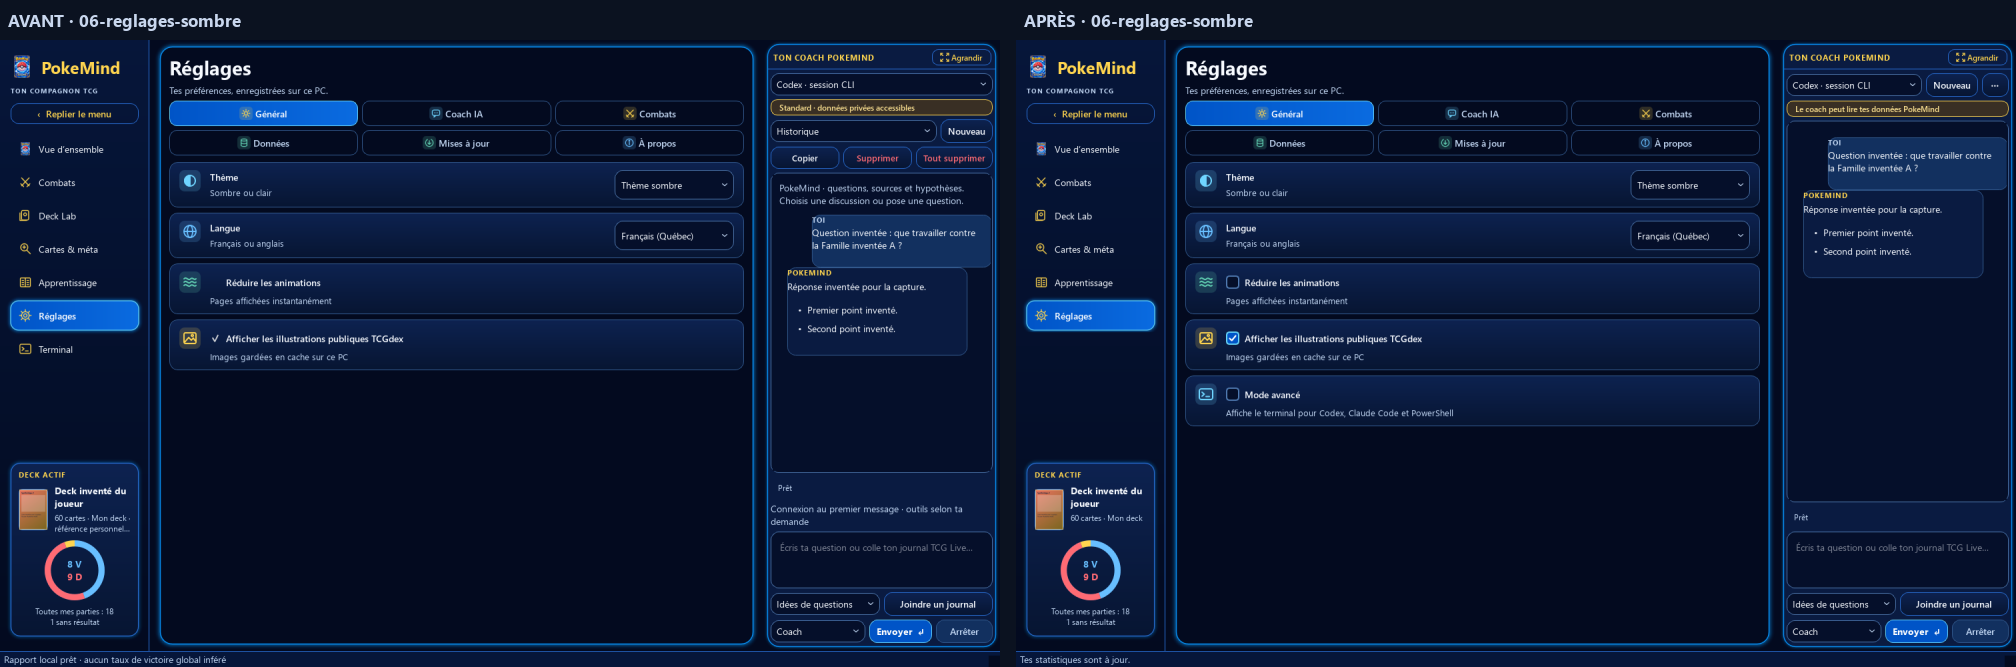 AVANT · 06-reglages-sombre
PokeMind
TON COMPAGNON TCG
‹ Replier le menu
Vue d'ensemble
Combats
Deck Lab
Cartes & méta
Apprentissage
Réglages
Terminal
DECK ACTIF
Deck inventé du
joueur
60 cartes · Mon deck ·
référence personnel...
8 V
9 D
Toutes mes parties : 18
1 sans résultat
Réglages
Tes préférences, enregistrées sur ce PC.
Général
Coach IA
Combats
Données
Mises à jour
À propos
Thème
Sombre ou clair
Thème sombre
Langue
Français ou anglais
Français (Québec)
Réduire les animations
Pages affichées instantanément
✓ Afficher les illustrations publiques TCGdex
Images gardées en cache sur ce PC
TON COACH POKEMIND
Agrandir
Codex · session CLI
Standard · données privées accessibles
Historique
Nouveau
Copier
Supprimer
Tout supprimer
PokeMind · questions, sources et hypothèses.
Choisis une discussion ou pose une question.
TOI
Question inventée : que travailler contre
la Famille inventée A ?
POKEMIND
Réponse inventée pour la capture.
• Premier point inventé.
• Second point inventé.
Prêt
Connexion au premier message · outils selon ta
demande
Écris ta question ou colle ton journal TCG Live...
Idées de questions
Joindre un journal
Coach
Envoyer ↲
Arrêter
Rapport local prêt · aucun taux de victoire global inféré
APRÈS · 06-reglages-sombre
PokeMind
TON COMPAGNON TCG
‹ Replier le menu
Vue d'ensemble
Combats
Deck Lab
Cartes & méta
Apprentissage
Réglages
DECK ACTIF
Deck inventé du
joueur
60 cartes · Mon deck
8 V
9 D
Toutes mes parties : 18
1 sans résultat
Réglages
Tes préférences, enregistrées sur ce PC.
Général
Coach IA
Combats
Données
Mises à jour
À propos
Thème
Sombre ou clair
Thème sombre
Langue
Français ou anglais
Français (Québec)
Réduire les animations
Pages affichées instantanément
Afficher les illustrations publiques TCGdex
Images gardées en cache sur ce PC
Mode avancé
Affiche le terminal pour Codex, Claude Code et PowerShell
TON COACH POKEMIND
Agrandir
Codex · session CLI
Nouveau
···
Le coach peut lire tes données PokeMind
TOI
Question inventée : que travailler contre
la Famille inventée A ?
POKEMIND
Réponse inventée pour la capture.
• Premier point inventé.
• Second point inventé.
Prêt
Écris ta question ou colle ton journal TCG Live...
Idées de questions
Joindre un journal
Coach
Envoyer ↲
Arrêter
Tes statistiques sont à jour.